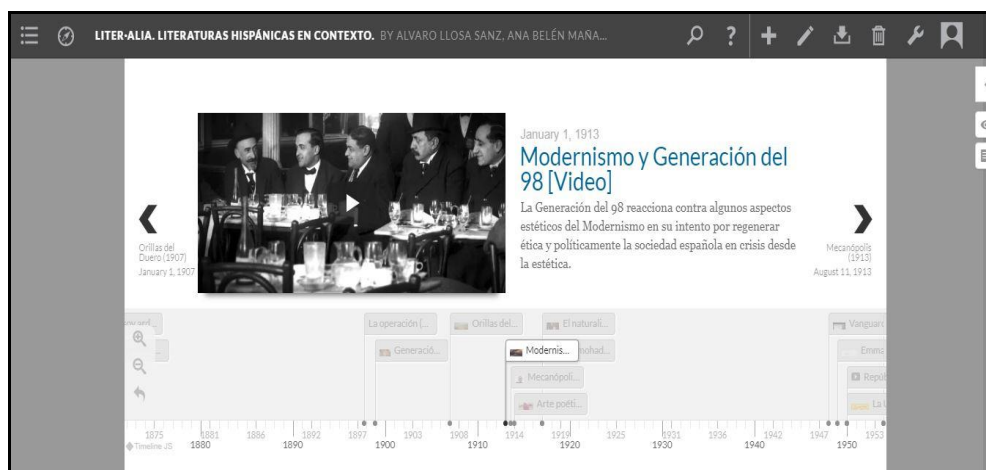 LITER-ALIA. LITERATURAS HISPÁNICAS EN CONTEXTO. BY ALVARO LLOSA SANZ, ANA BELÉN MAÑA...
January 1, 1913
Modernismo y Generación del
98 [Video]
La Generación del 98 reacciona contra algunos aspectos
estéticos del Modernismo en su intento por regenerar
ética y políticamente la sociedad española en crisis desde
la estética.
Orillas del
Duero (1907)
January 1, 1907
Mecanópolis
(1913)
August 11, 1913
La operación (...
Orillas del...
El naturali...
Vanguar
Generació...
Modernis...
mohad...
Emma
Mecanópoli...
Repúb
Arte poéti...
La l
1875 1881 1886 1892 1897 1903 1908 1914 1919 1925 1931 1936 1942 1947 1953
Timeline JS 1880 1890 1900 1910 1920 1930 1940 1950